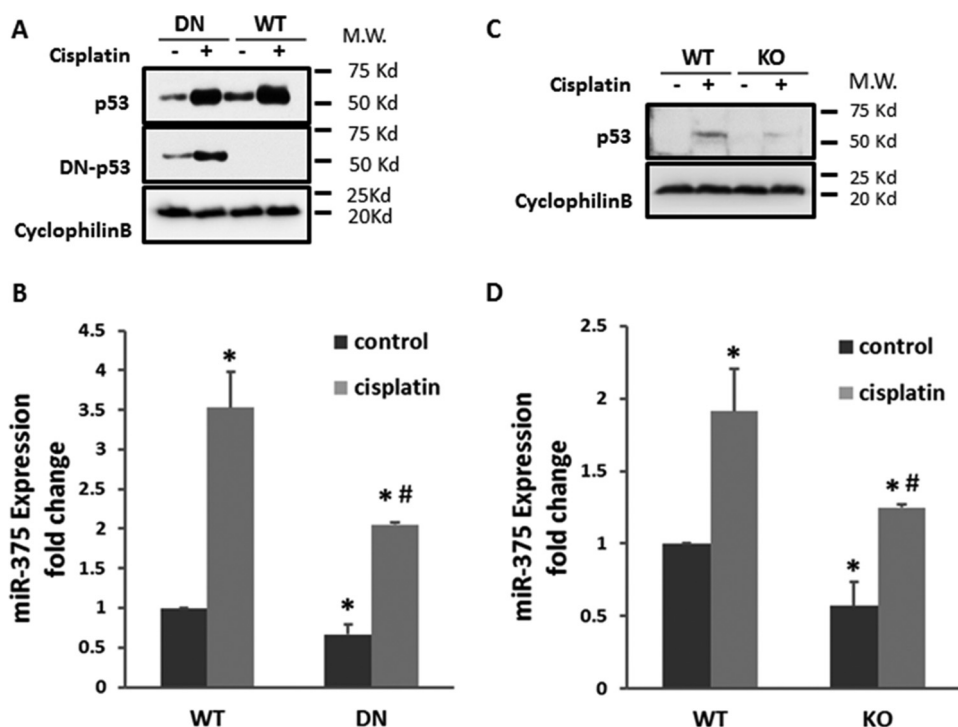 A
DN WT
M.W.
Cisplatin - + - +
75 Kd
p53
50 Kd
75 Kd
DN-p53
50 Kd
25Kd
20Kd
CyclophilinB
C
WT KO
Cisplatin - + - + M.W.
75 Kd
p53
50 Kd
25 Kd
CyclophilinB
20 Kd
B
miR-375 Expression
fold change
4.5
4
3.5
3
2.5
2
1.5
1
0.5
0
control
cisplatin
*
*
* #
WT DN
D
miR-375 Expression
fold change
2.5
2
1.5
1
0.5
0
control
cisplatin
*
*
* #
WT KO